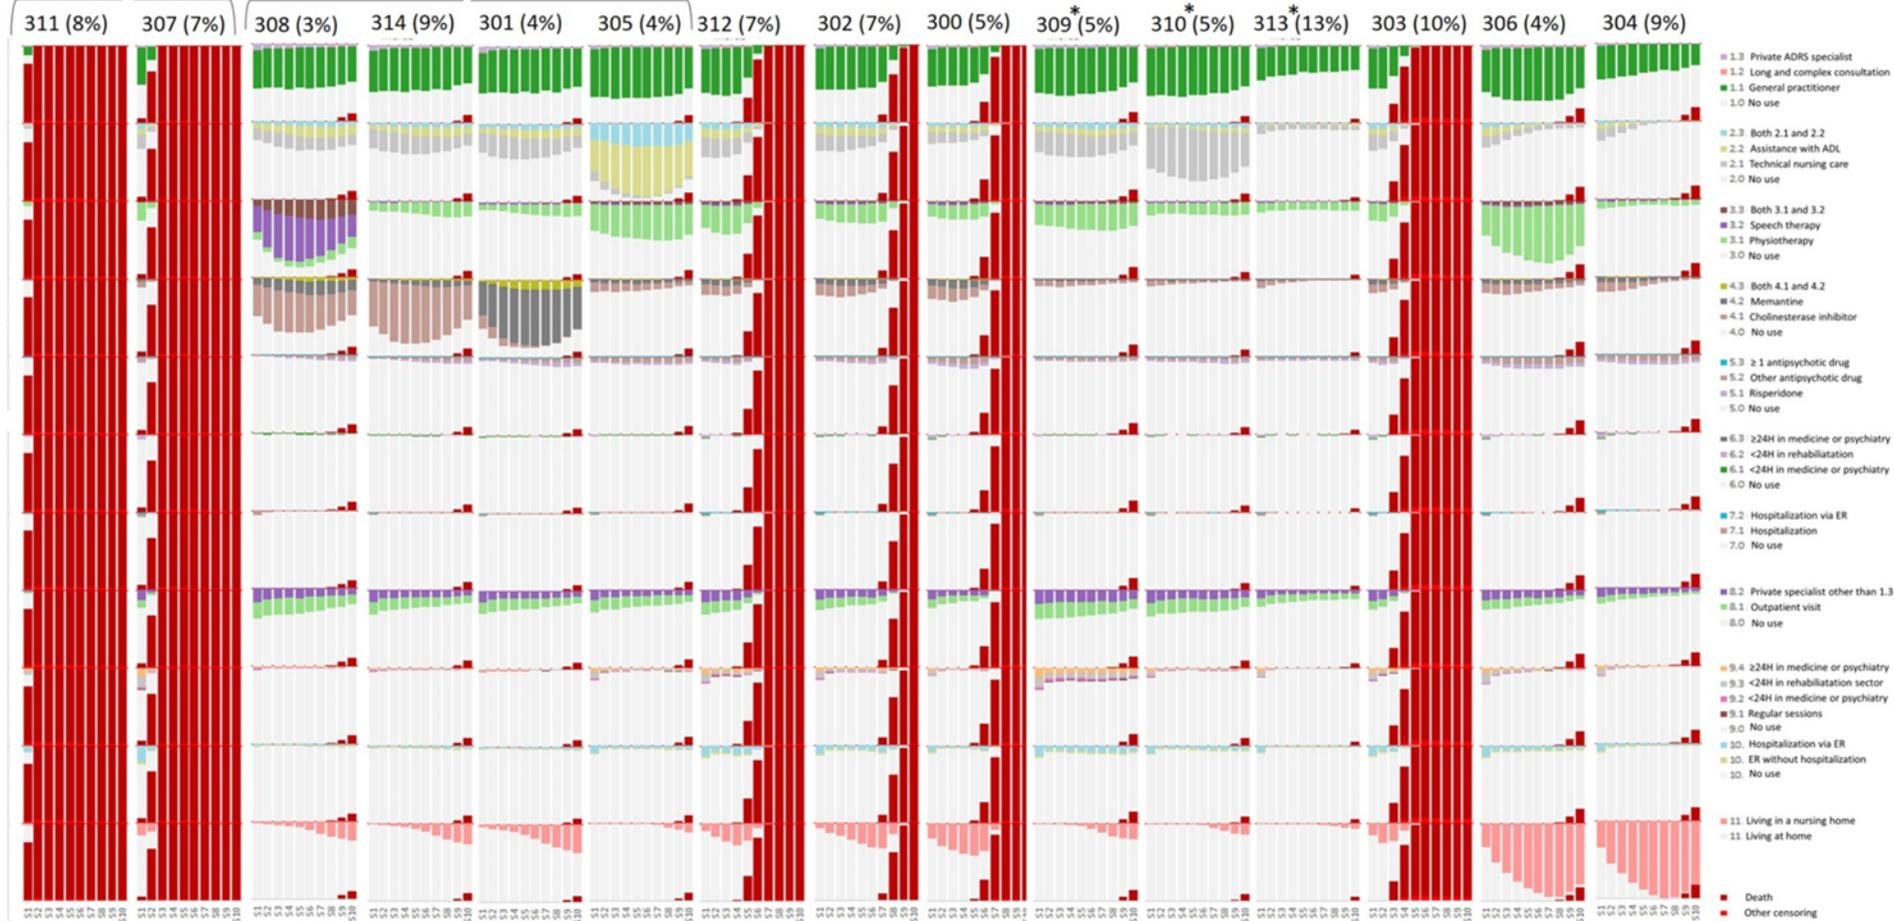 311 (8%) 307 (7%) 308 (3%) 314 (9%) 301 (4%) 305 (4%) 312 (7%) 302 (7%) 300 (5%) 309*(5%) 310*(5%) 313*(13%) 303 (10%) 306 (4%) 304 (9%)
1.3 Private ADRS specialist
1.2 Long and complex consultation
1.1 General practitioner
1.0 No use
2.3 Both 2.1 and 2.2
2.2 Assistance with ADL
2.1 Technical nursing care
2.0 No use
3.3 Both 3.1 and 3.2
3.2 Speech therapy
3.1 Physiotherapy
3.0 No use
4.3 Both 4.1 and 4.2
4.2 Memantine
4.1 Cholinesterase inhibitor
4.0 No use
5.3 ≥ 1 antipsychotic drug
5.2 Other antipsychotic drug
5.1 Risperidone
5.0 No use
6.3 ≥24H in medicine or psychiatry
6.2 <24H in rehabiliatation
6.1 <24H in medicine or psychiatry
6.0 No use
7.2 Hospitalization via ER
7.1 Hospitalization
7.0 No use
8.2 Private specialist other than 1.3
8.1 Outpatient visit
8.0 No use
9.4 ≥24H in medicine or psychiatry
9.3 <24H in rehabiliatation sector
9.2 <24H in medicine or psychiatry
9.1 Regular sessions
9.0 No use
10. Hospitalization via ER
10. ER without hospitalization
10. No use
11. Living in a nursing home
11 Living at home
Death
Other censoring